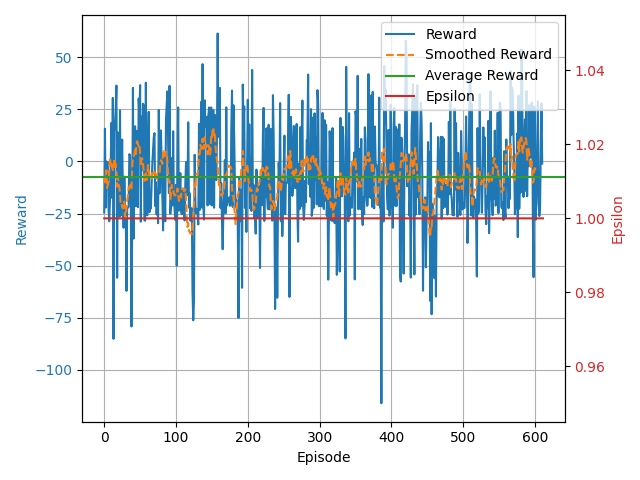 Reward
Smoothed Reward
Average Reward
Epsilon
50
25
0
−25
−50
−75
−100
Reward
1.04
1.02
1.00
0.98
0.96
Epsilon
0 100 200 300 400 500 600
Episode